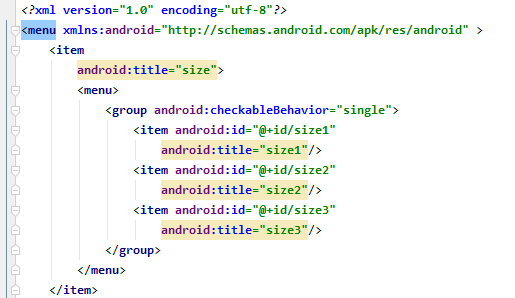 <?xml version="1.0" encoding="utf-8"?>
<menu xmlns:android="http://schemas.android.com/apk/res/android" >
    <item
        android:title="size">
        <menu>
            <group android:checkableBehavior="single">
                <item android:id="@+id/size1"
                    android:title="size1"/>
                <item android:id="@+id/size2"
                    android:title="size2"/>
                <item android:id="@+id/size3"
                    android:title="size3"/>
            </group>
        </menu>
    </item>